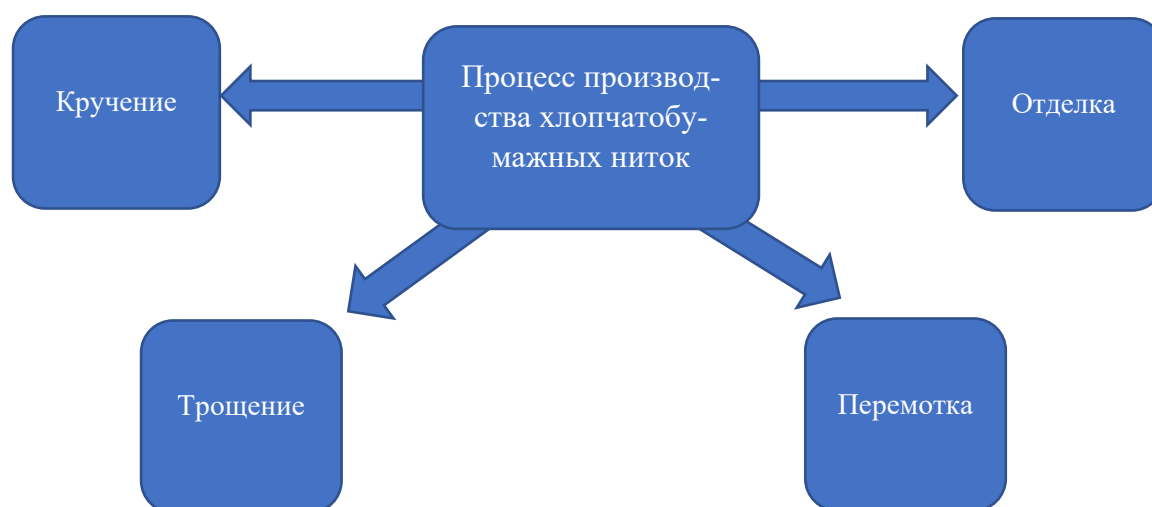 Процесс производ-
ства хлопчатобу-
мажных ниток
Кручение
Отделка
Трощение
Перемотка